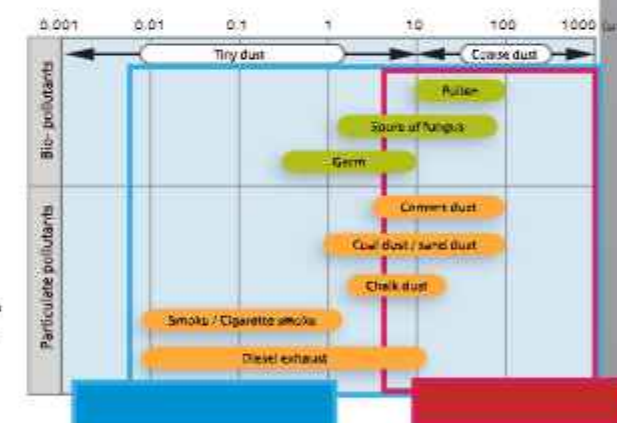 0.001 0.01 0.1 1 10 100 1000
Tiny dust Coarse dust
Bio- pollutants
Pollen
Spore of fungus
Germ
Particulate pollutants
Cement dust
Coal dust / sand dust
Chalk dust
Smoke / Cigarette smoke
Diesel exhaust